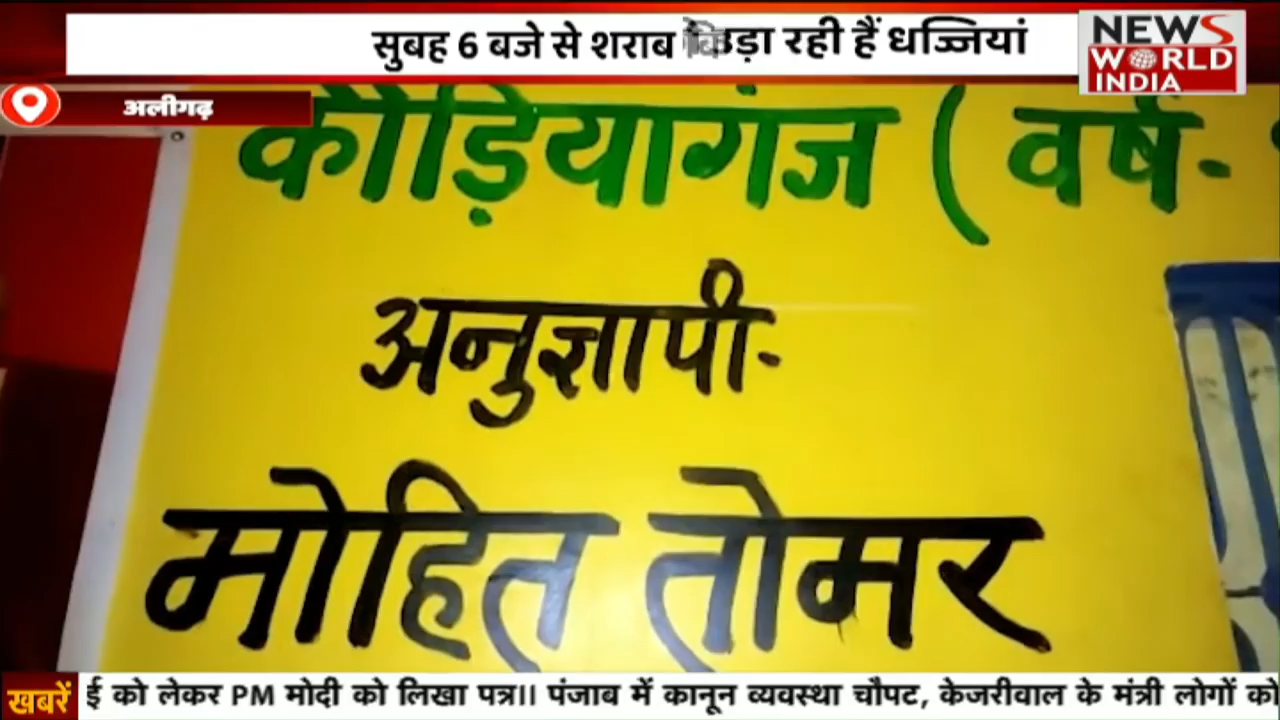 सुबह 6 बजे से शराब उड़ा रही हैं धज्जियां
NEWS
WORLD
INDIA
अलीगढ़
कौड़ियागंज ( वर्ष-
अनुज्ञापी-
मोहित तोमर
खबरें
ई को लेकर PM मोदी को लिखा पत्र।। पंजाब में कानून व्यवस्था चौपट, केजरीवाल के मंत्री लोगों को